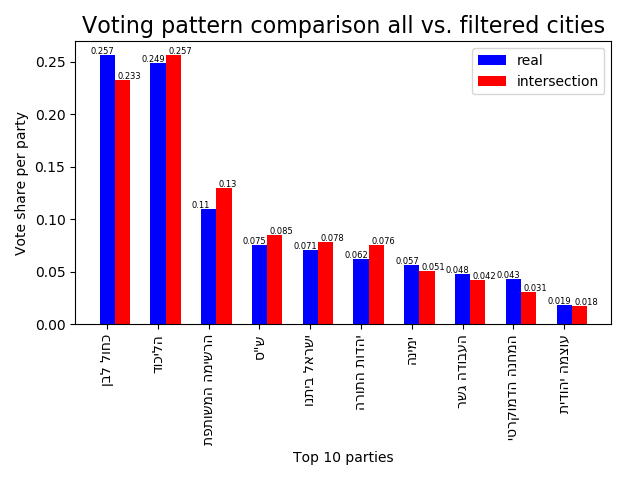 Voting pattern comparison all vs. filtered cities
real
intersection
Vote share per party
0.25
0.20
0.15
0.10
0.05
0.00
0.257
0.233
0.249
0.257
0.11
0.13
0.075
0.085
0.071
0.078
0.062
0.076
0.057
0.051
0.048
0.042
0.043
0.031
0.019
0.018
כחול לבן
הליכוד
הרשימה המשותפת
ש"ס
ישראל ביתנו
יהדות התורה
ימינה
העבודה גשר
המחנה הדמוקרטי
עוצמה יהודית
Top 10 parties